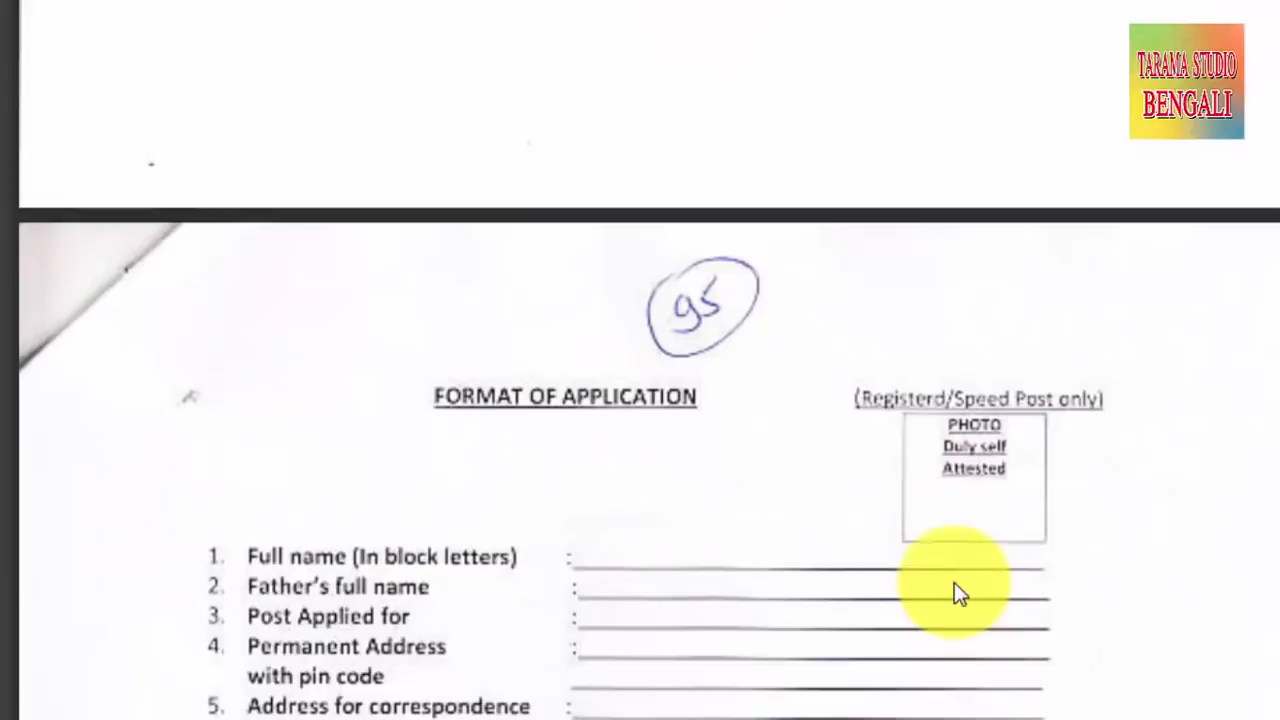 TARAMA STUDIO
BENGALI
95
FORMAT OF APPLICATION
(Registerd/Speed Post only)
PHOTO
Duly self
Attested
1. Full name (In block letters) :
2. Father's full name :
3. Post Applied for :
4. Permanent Address :
with pin code
5. Address for correspondence :